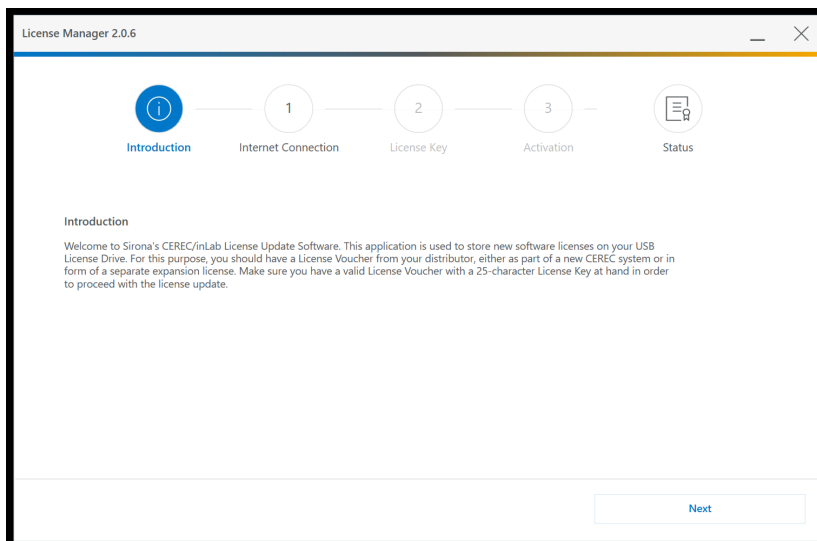 License Manager 2.0.6
1
2
3
Introduction
Internet Connection
License Key
Activation
Status
Introduction
Welcome to Sirona's CEREC/inLab License Update Software. This application is used to store new software licenses on your USB
License Drive. For this purpose, you should have a License Voucher from your distributor, either as part of a new CEREC system or in
form of a separate expansion license. Make sure you have a valid License Voucher with a 25-character License Key at hand in order
to proceed with the license update.
Next